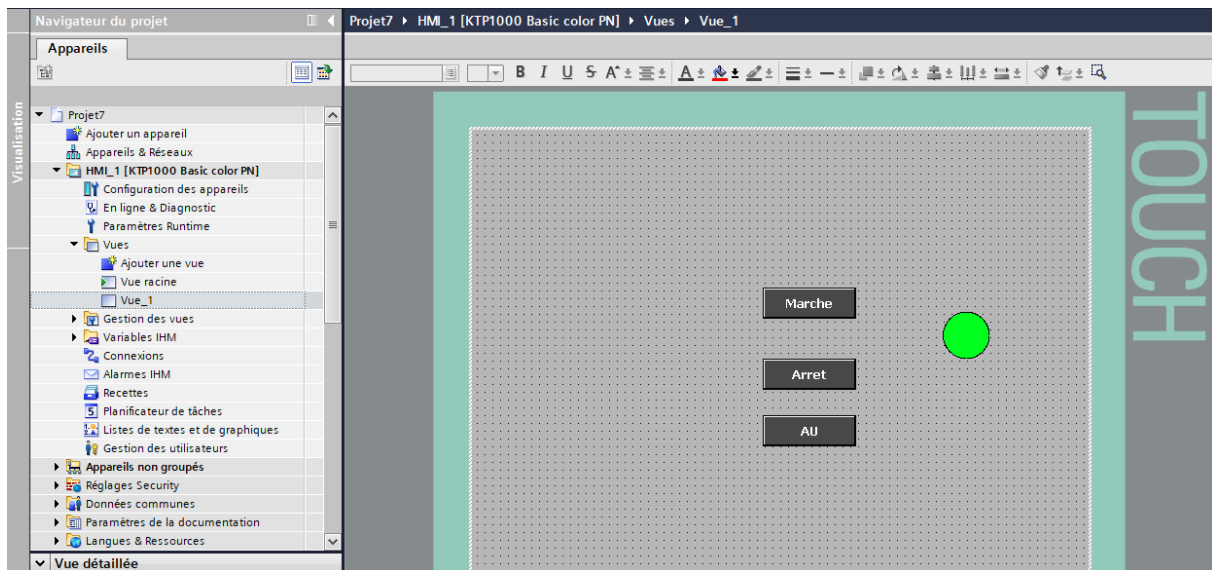 Navigateur du projet
Projet7 ▸ HMI_1 [KTP1000 Basic color PN] ▸ Vues ▸ Vue_1
Appareils
B I U S A A
Visualisation
Projet7
Ajouter un appareil
Appareils & Réseaux
HMI_1 [KTP1000 Basic color PN]
Configuration des appareils
En ligne & Diagnostic
Paramètres Runtime
Vues
Ajouter une vue
Vue racine
Vue_1
Gestion des vues
Variables IHM
Connexions
Alarmes IHM
Recettes
Planificateur de tâches
Listes de textes et de graphiques
Gestion des utilisateurs
Appareils non groupés
Réglages Security
Données communes
Paramètres de la documentation
Langues & Ressources
Vue détaillée
Marche
Arret
AU
TOUCH